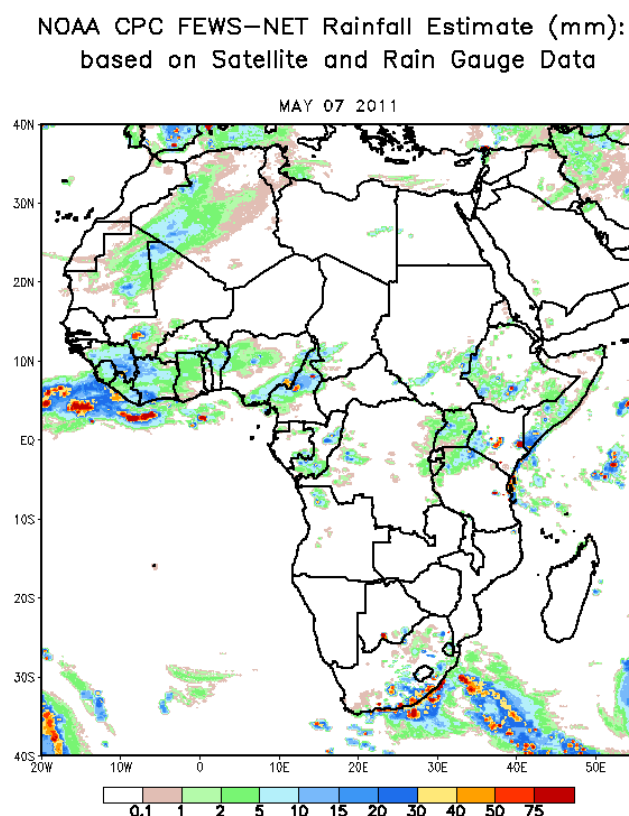 NOAA CPC FEWS-NET Rainfall Estimate (mm):
based on Satellite and Rain Gauge Data
MAY 07 2011
40N
30N
20N
10N
EQ
10S
20S
30S
40S
20W 10W 0 10E 20E 30E 40E 50E
0.1 1 2 5 10 15 20 30 40 50 75